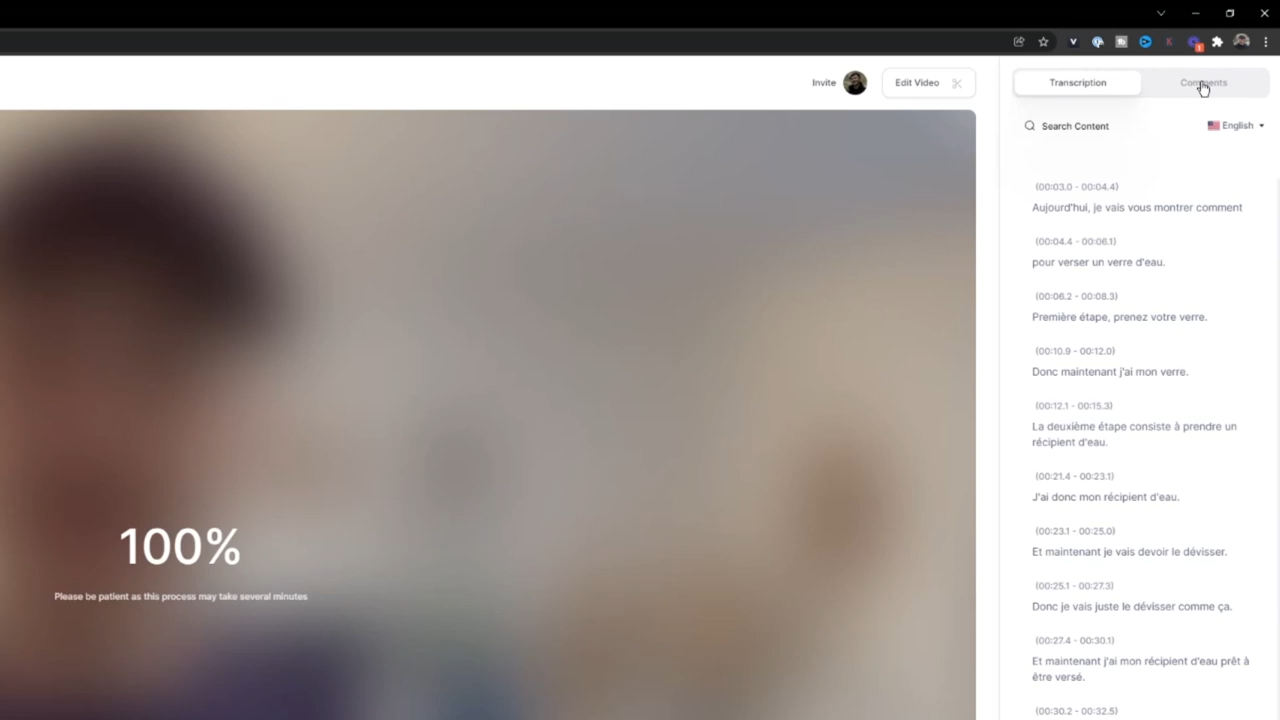 Invite
Edit Video
Transcription
Comments
Search Content
English
(00:03.0 - 00:04.4)
Aujourd'hui, je vais vous montrer comment
(00:04.4 - 00:06.1)
pour verser un verre d'eau.
(00:06.2 - 00:08.3)
Première étape, prenez votre verre.
(00:10.9 - 00:12.0)
Donc maintenant j'ai mon verre.
(00:12.1 - 00:15.3)
La deuxième étape consiste à prendre un
récipient d'eau.
(00:21.4 - 00:23.1)
J'ai donc mon récipient d'eau.
(00:23.1 - 00:25.0)
Et maintenant je vais devoir le dévisser.
(00:25.1 - 00:27.3)
Donc je vais juste le dévisser comme ça.
(00:27.4 - 00:30.1)
Et maintenant j'ai mon récipient d'eau prêt à
être versé.
(00:30.2 - 00:32.5)
100%
Please be patient as this process may take several minutes